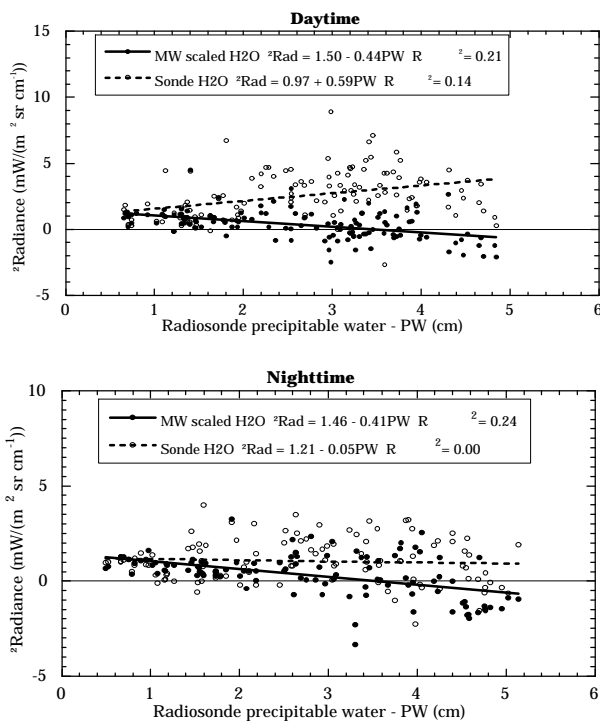 Daytime
15
10
5
0
-5
²Radiance (mW/(m² sr cm⁻¹))
MW scaled H2O ²Rad = 1.50 - 0.44PW R ²= 0.21
Sonde H2O ²Rad = 0.97 + 0.59PW R ²= 0.14
0 1 2 3 4 5 6
Radiosonde precipitable water - PW (cm)
Nighttime
10
5
0
-5
²Radiance (mW/(m² sr cm⁻¹))
MW scaled H2O ²Rad = 1.46 - 0.41PW R ²= 0.24
Sonde H2O ²Rad = 1.21 - 0.05PW R ²= 0.00
0 1 2 3 4 5 6
Radiosonde precipitable water - PW (cm)